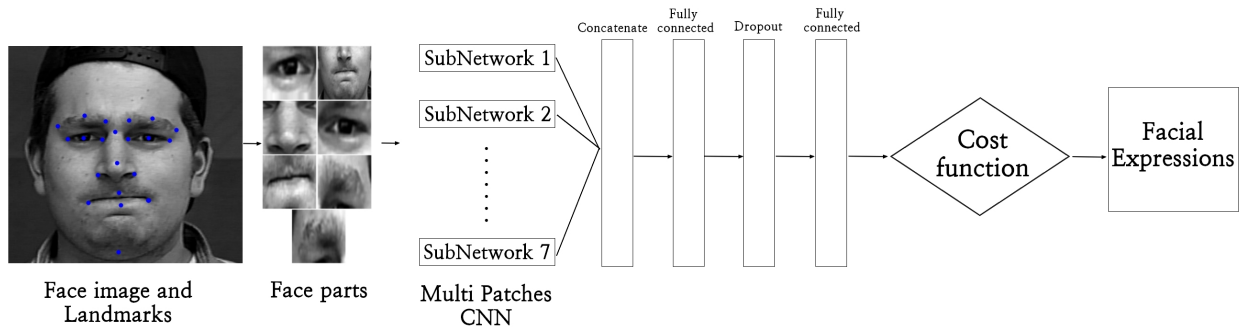 Concatenate
Fully
connected
Dropout
Fully
connected
SubNetwork 1
SubNetwork 2
SubNetwork 7
Cost
function
Facial
Expressions
Face image and
Landmarks
Face parts
Multi Patches
CNN